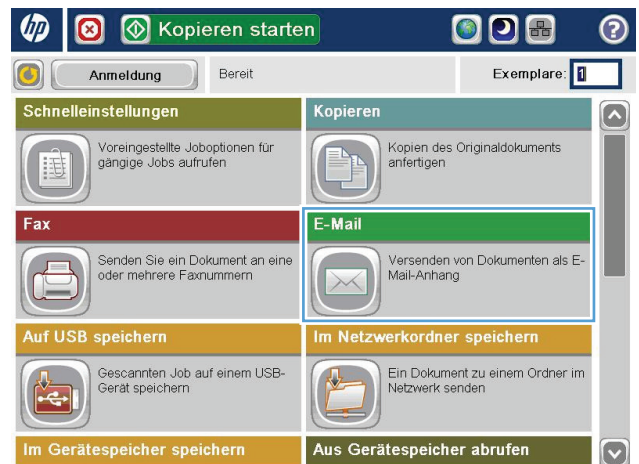 hp Kopieren starten ?
Anmeldung Bereit Exemplare: 1
Schnelleinstellungen
Voreingestellte Joboptionen für
gängige Jobs aufrufen
Kopieren
Kopien des Originaldokuments
anfertigen
Fax
Senden Sie ein Dokument an eine
oder mehrere Faxnummern
E-Mail
Versenden von Dokumenten als E-
Mail-Anhang
Auf USB speichern
Gescannten Job auf einem USB-
Gerät speichern
Im Netzwerkordner speichern
Ein Dokument zu einem Ordner im
Netzwerk senden
Im Gerätespeicher speichern
Aus Gerätespeicher abrufen